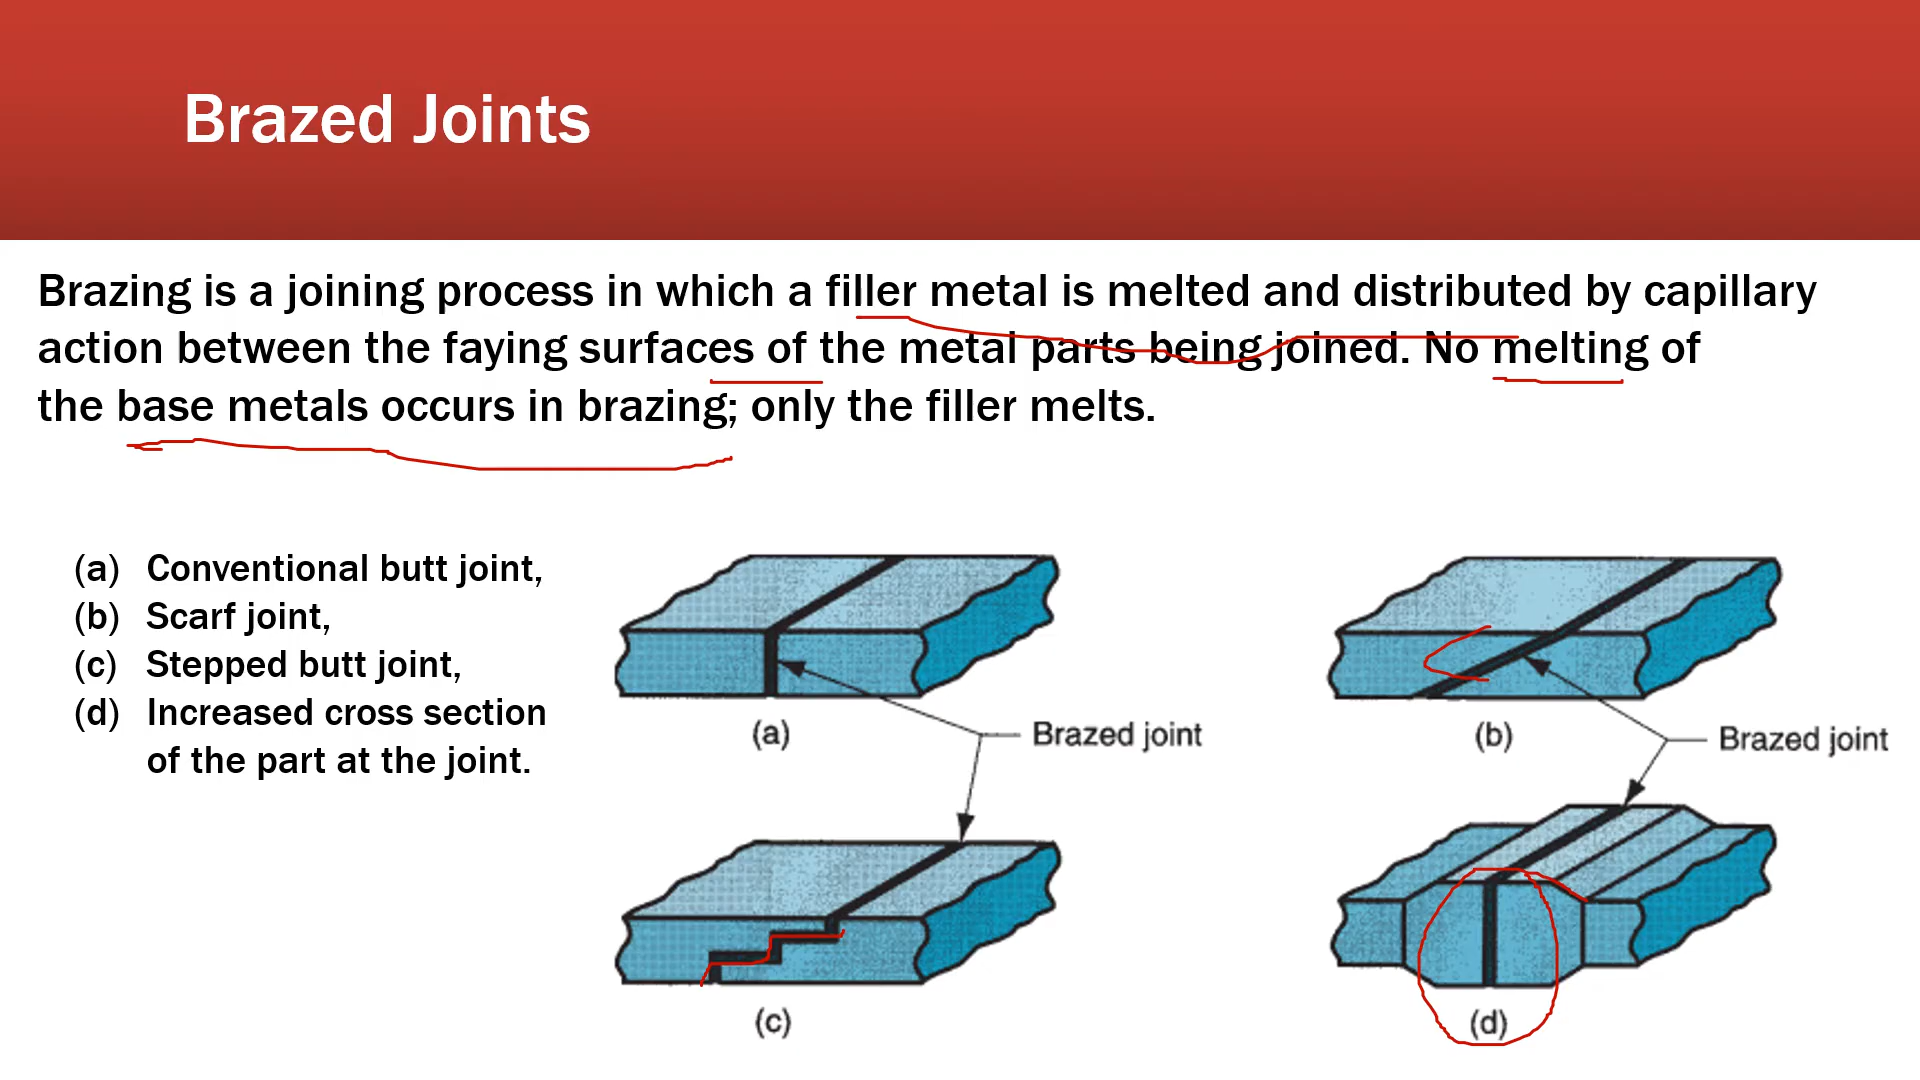 Brazed Joints
Brazing is a joining process in which a filler metal is melted and distributed by capillary
action between the faying surfaces of the metal parts being joined. No melting of
the base metals occurs in brazing; only the filler melts.
(a) Conventional butt joint,
(b) Scarf joint,
(c) Stepped butt joint,
(d) Increased cross section
of the part at the joint.
(a)
Brazed joint
(b)
Brazed joint
(c)
(d)